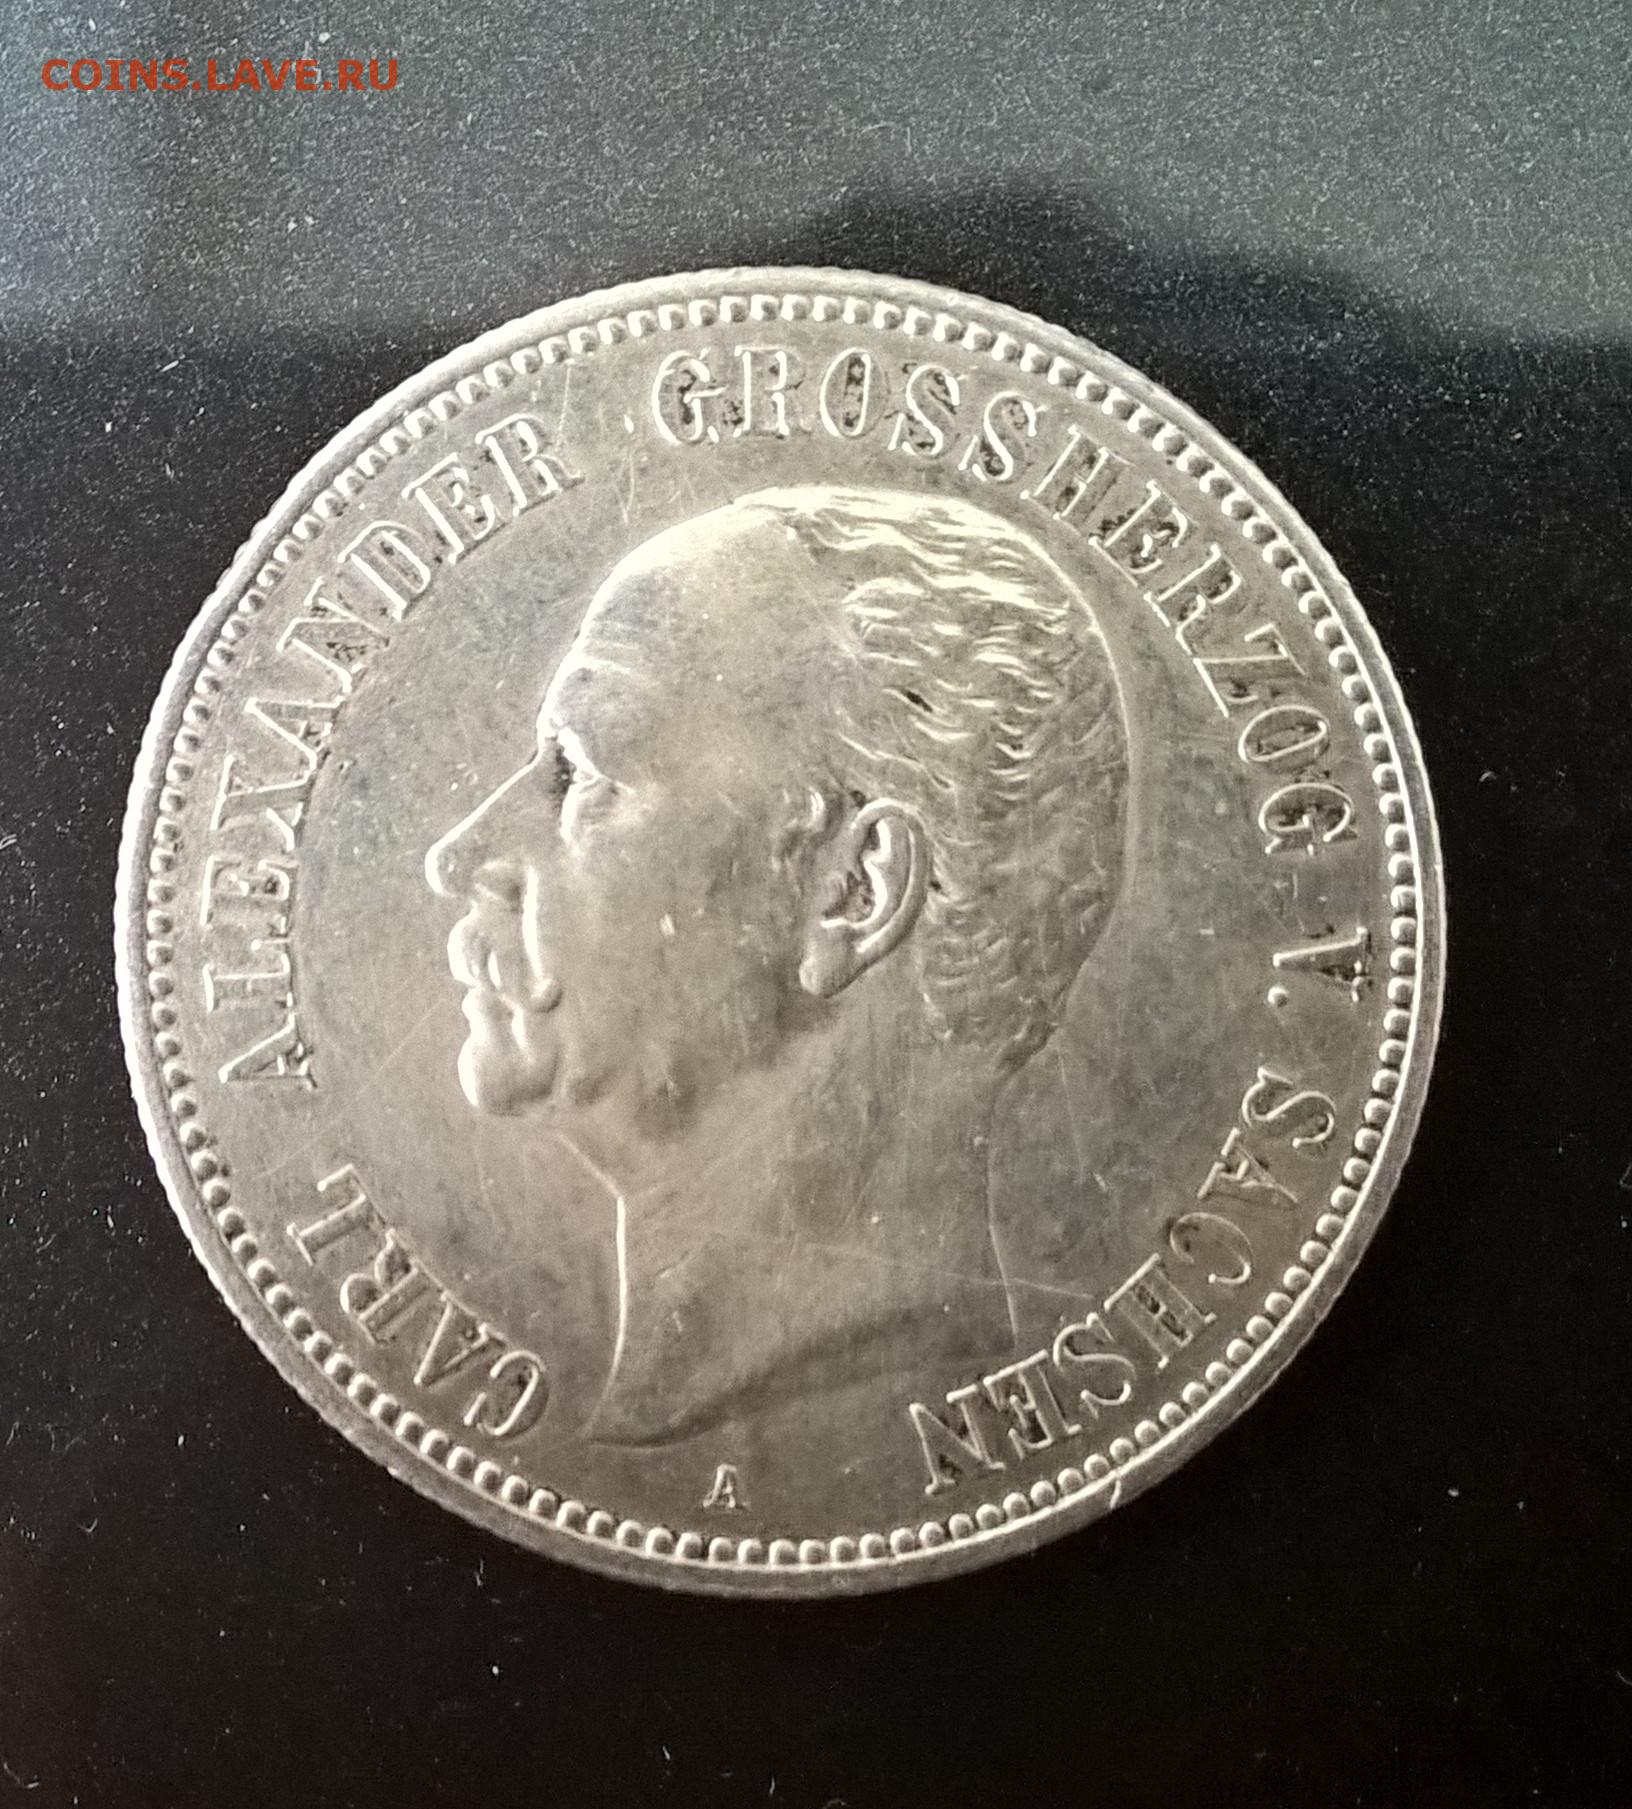 COINS.LAVE.RU
CARL ALEXANDER GROSSHERZOG V. SACHSEN
A